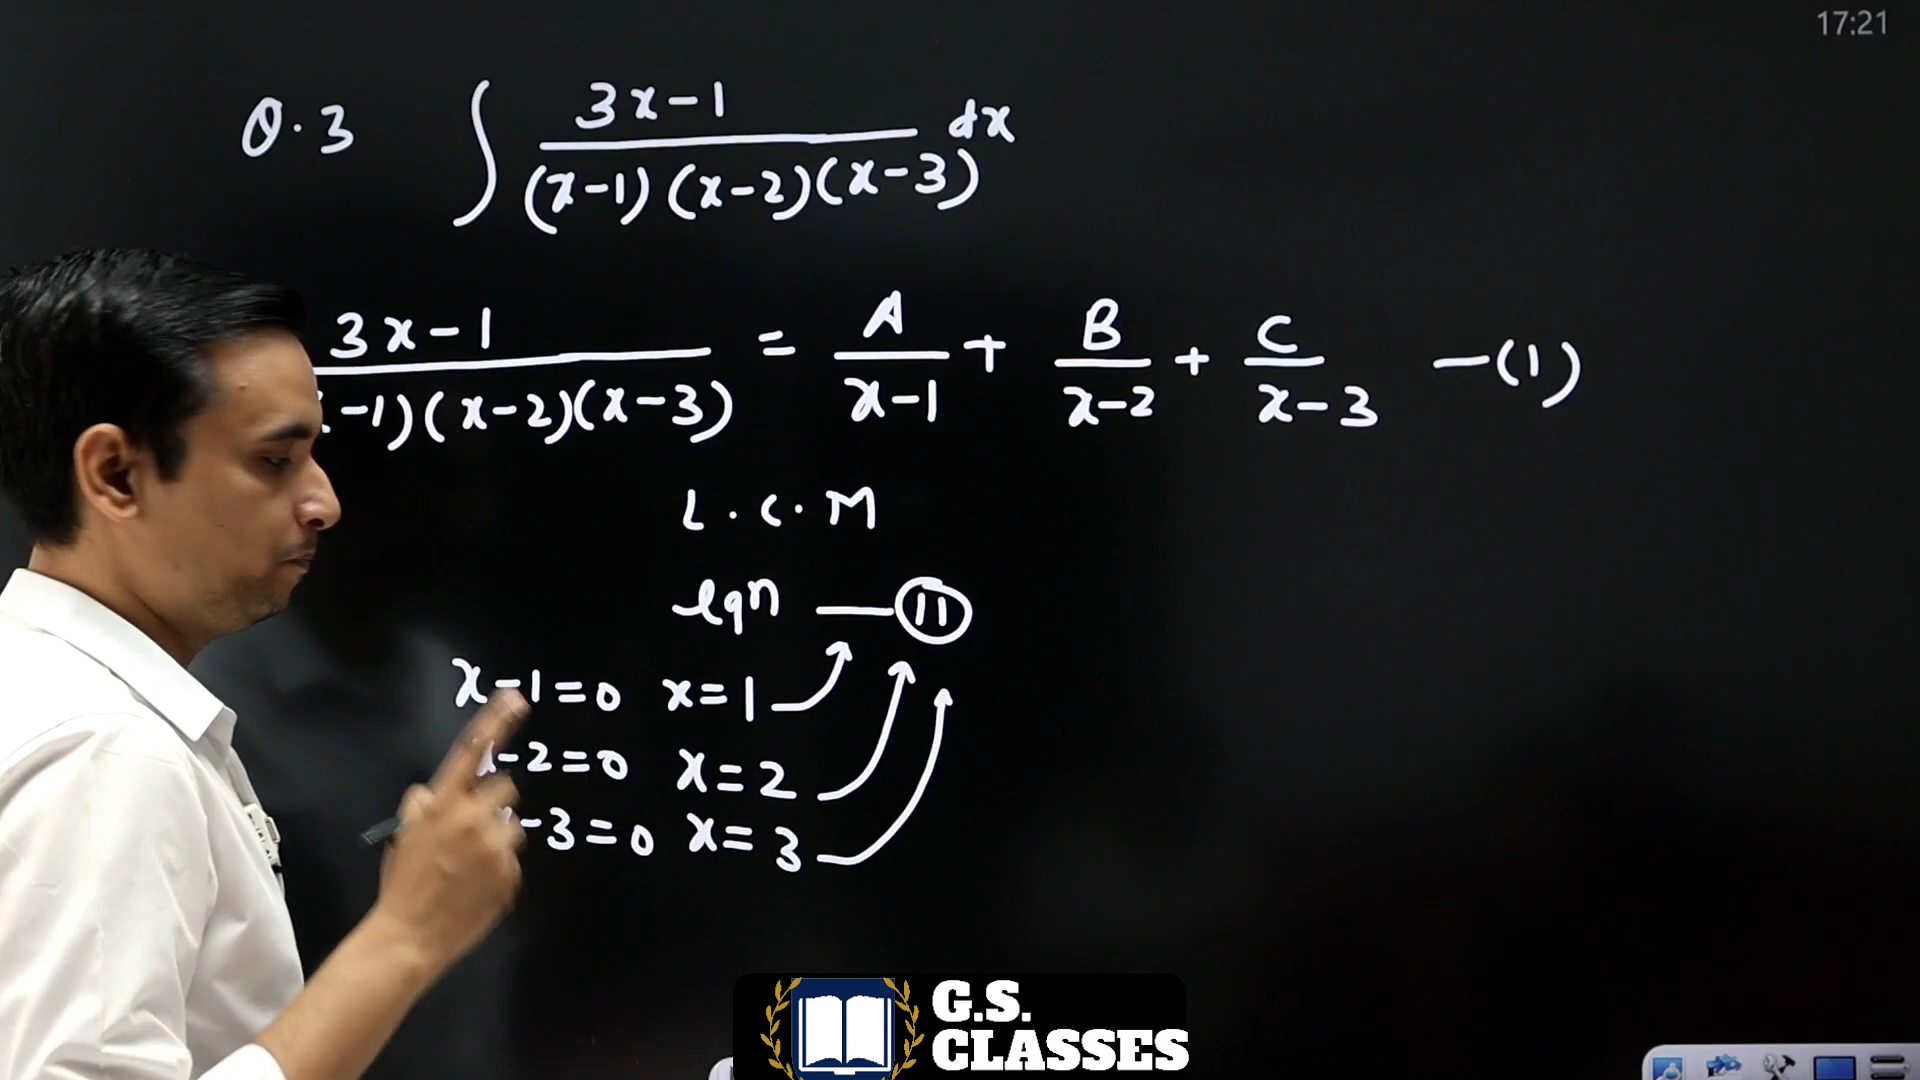 17:21
Q.3 ∫ 3x-1 / (x-1)(x-2)(x-3) dx
3x-1 / -1)(x-2)(x-3) = A / x-1 + B / x-2 + C / x-3 -(1)
L.C.M
eqn —(11)
x-1=0 x=1
x-2=0 x=2
-3=0 x=3
G.S.
CLASSES